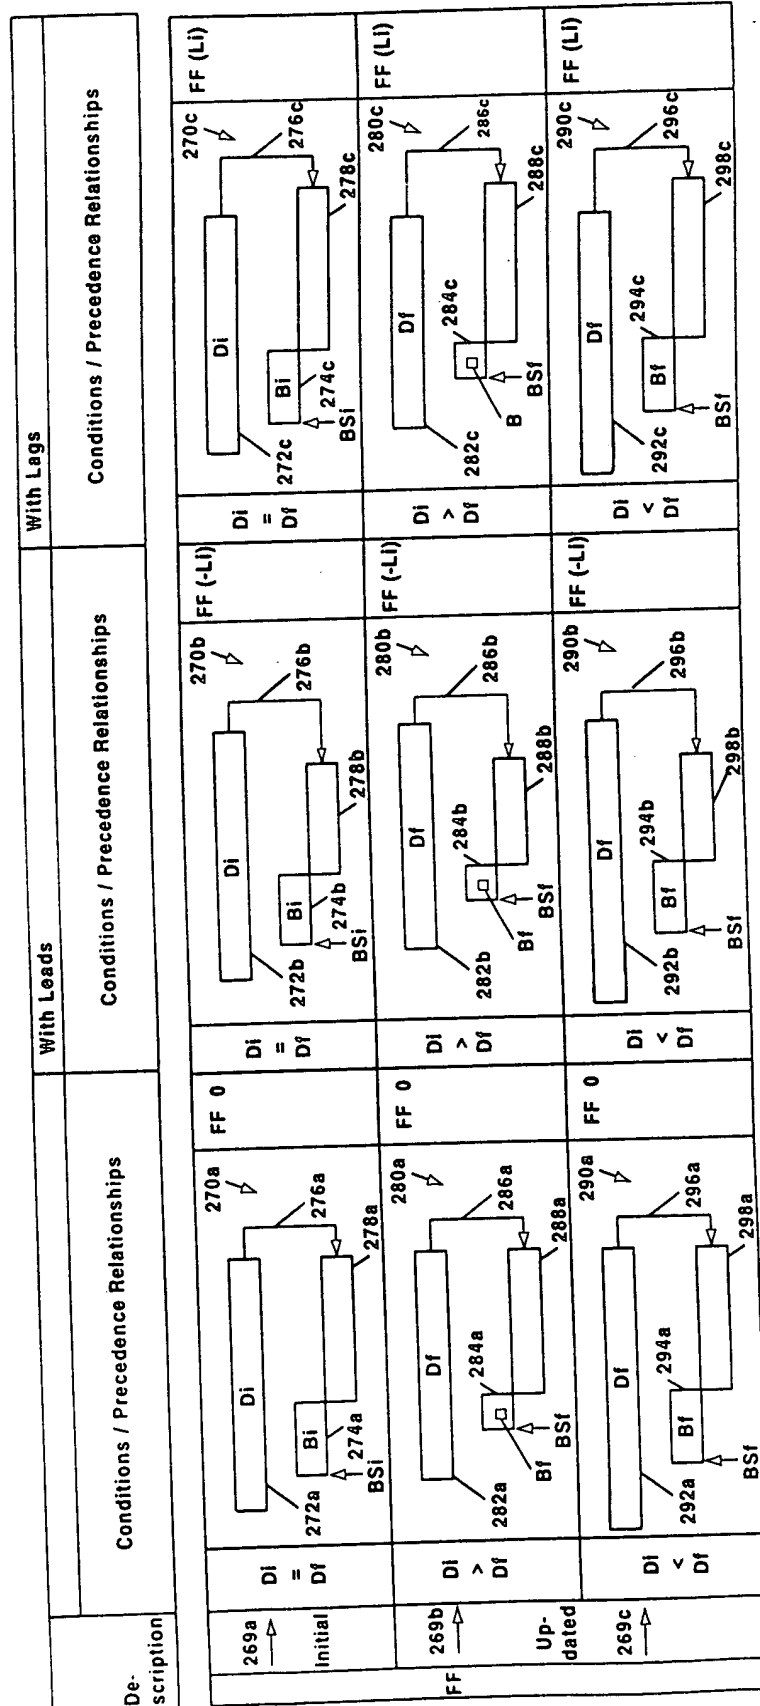 With Leads
With Lags
De-
scription
Conditions / Precedence Relationships
Conditions / Precedence Relationships
Conditions / Precedence Relationships
FF
269a
Initial
Di
=
Df
272a
Di
Bi
274a
BSi
270a
276a
278a
FF 0
Di
=
Df
272b
Di
Bi
274b
BSi
270b
276b
278b
FF (-Li)
Di
=
Df
272c
Di
Bi
274c
BSi
270c
276c
278c
FF (Li)
269b
Up-
dated
269c
Di
>
Df
282a
Df
284a
Bf
BSf
280a
286a
288a
FF 0
Di
>
Df
282b
Df
284b
Bf
BSf
280b
286b
288b
FF (-Li)
Di
>
Df
282c
Df
284c
B
BSf
280c
286c
288c
FF (Li)
Di
<
Df
292a
Df
294a
Bf
BSf
290a
296a
298a
FF 0
Di
<
Df
292b
Df
294b
Bf
BSf
290b
296b
298b
FF (-Li)
Di
<
Df
292c
Df
294c
Bf
BSf
290c
296c
298c
FF (Li)